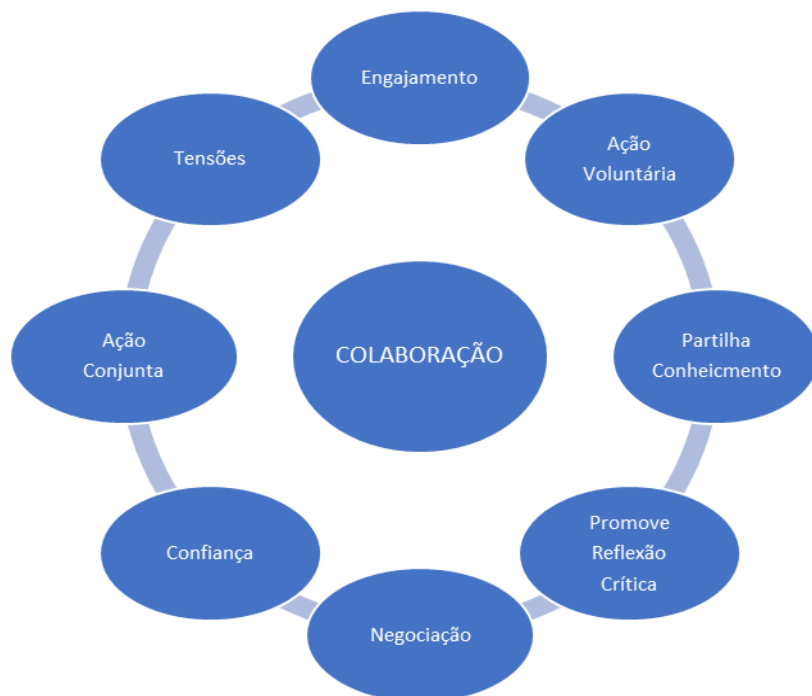 Engajamento
Ação
Voluntária
Partilha
Conheicmento
Promove
Reflexão
Crítica
Negociação
Confiança
Ação
Conjunta
Tensões
COLABORAÇÃO